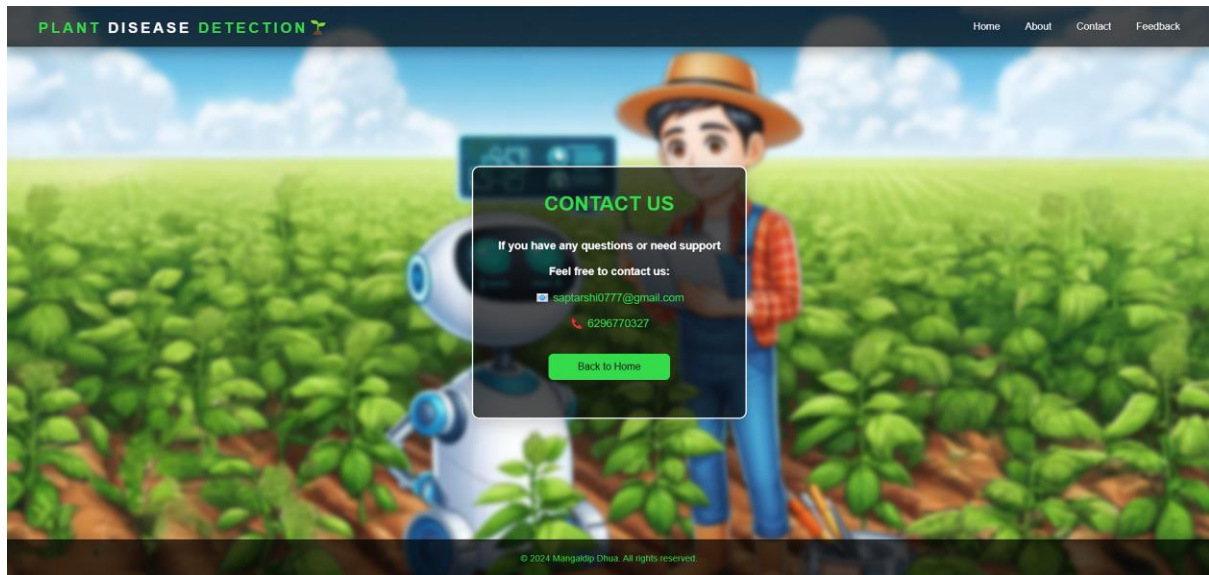 PLANT DISEASE DETECTION
Home About Contact Feedback
CONTACT US
If you have any questions or need support
Feel free to contact us:
saptarshi0777@gmail.com
6296770327
Back to Home
© 2024 Mangaldip Dhua. All rights reserved.